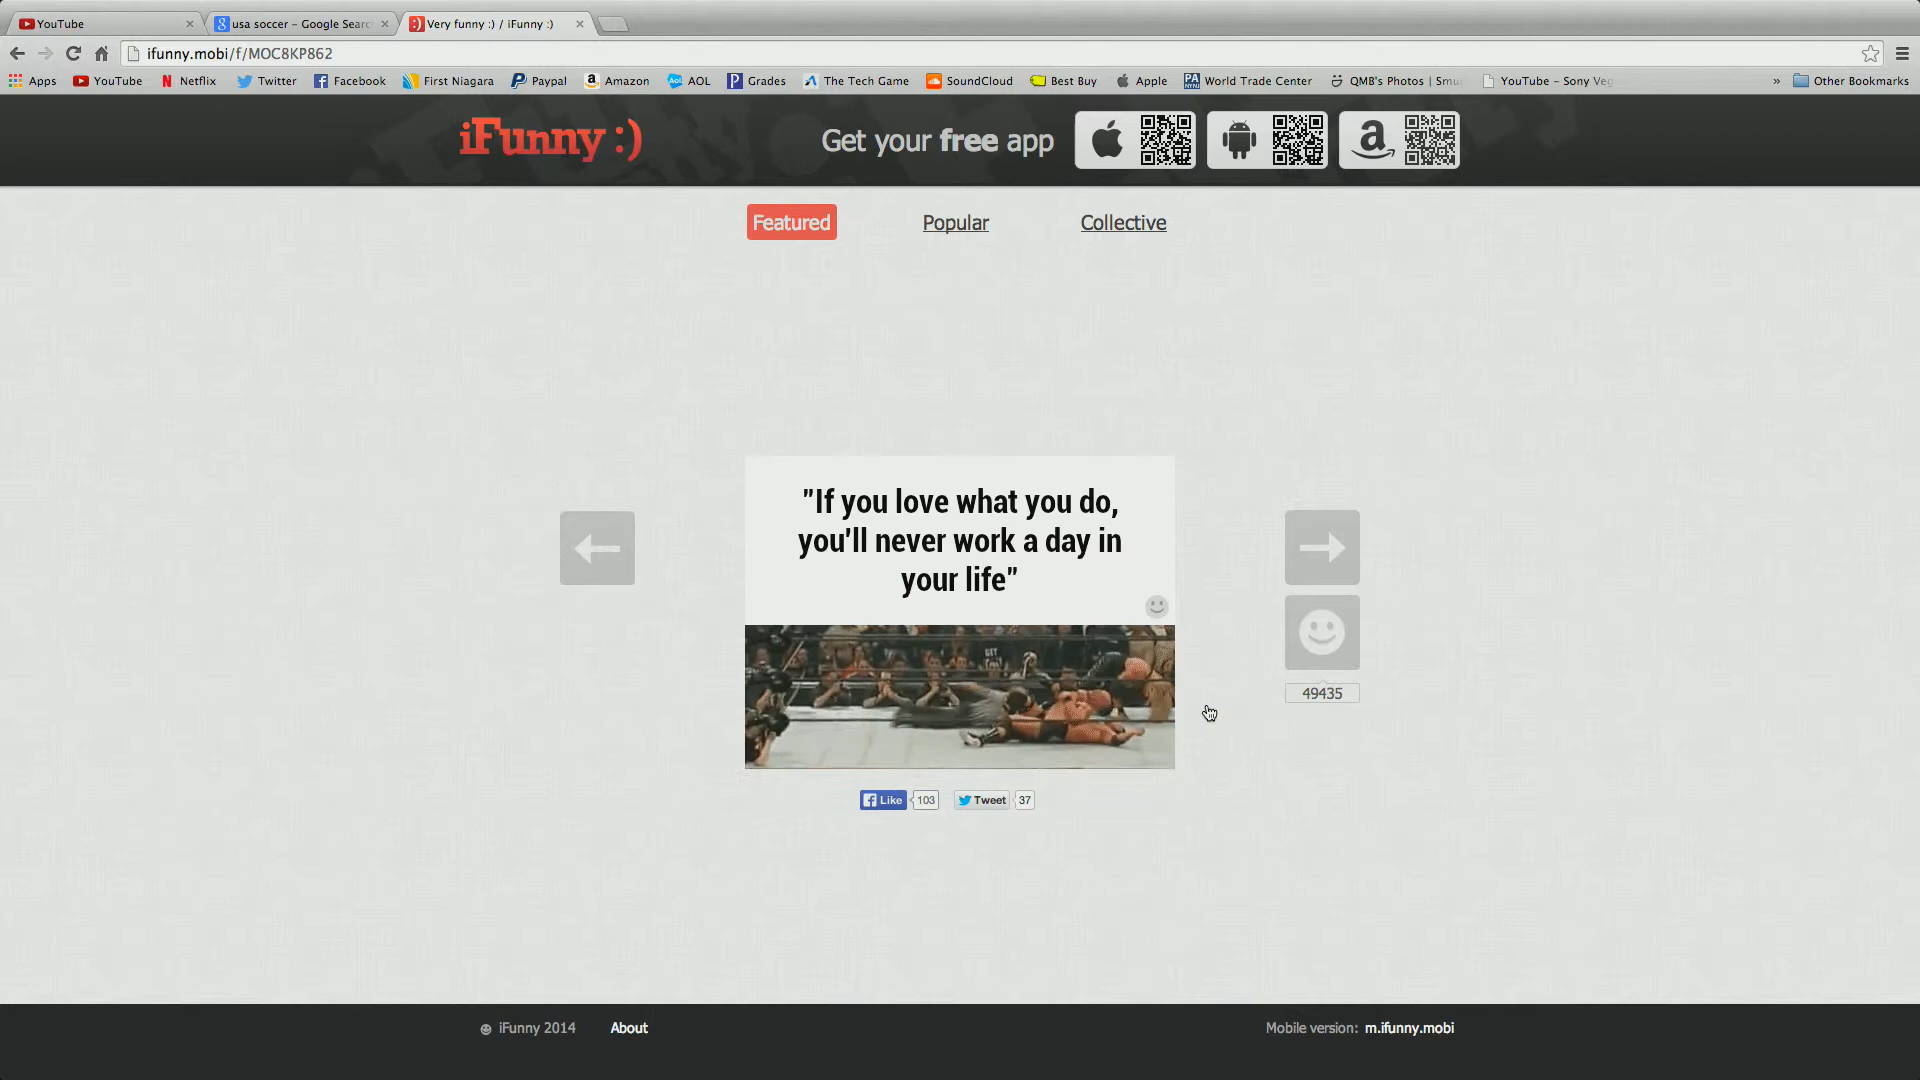 YouTube
usa soccer – Google Searc
Very funny :) / iFunny :)
ifunny.mobi/f/MOC8KP862
Apps
YouTube
Netflix
Twitter
Facebook
First Niagara
Paypal
Amazon
AOL
Grades
The Tech Game
SoundCloud
Best Buy
Apple
World Trade Center
QMB's Photos | Smu
YouTube – Sony Veg
»
Other Bookmarks
iFunny :)
Get your free app
Featured
Popular
Collective
"If you love what you do,
you'll never work a day in
your life"
49435
Like
103
Tweet
37
iFunny 2014
About
Mobile version: m.ifunny.mobi